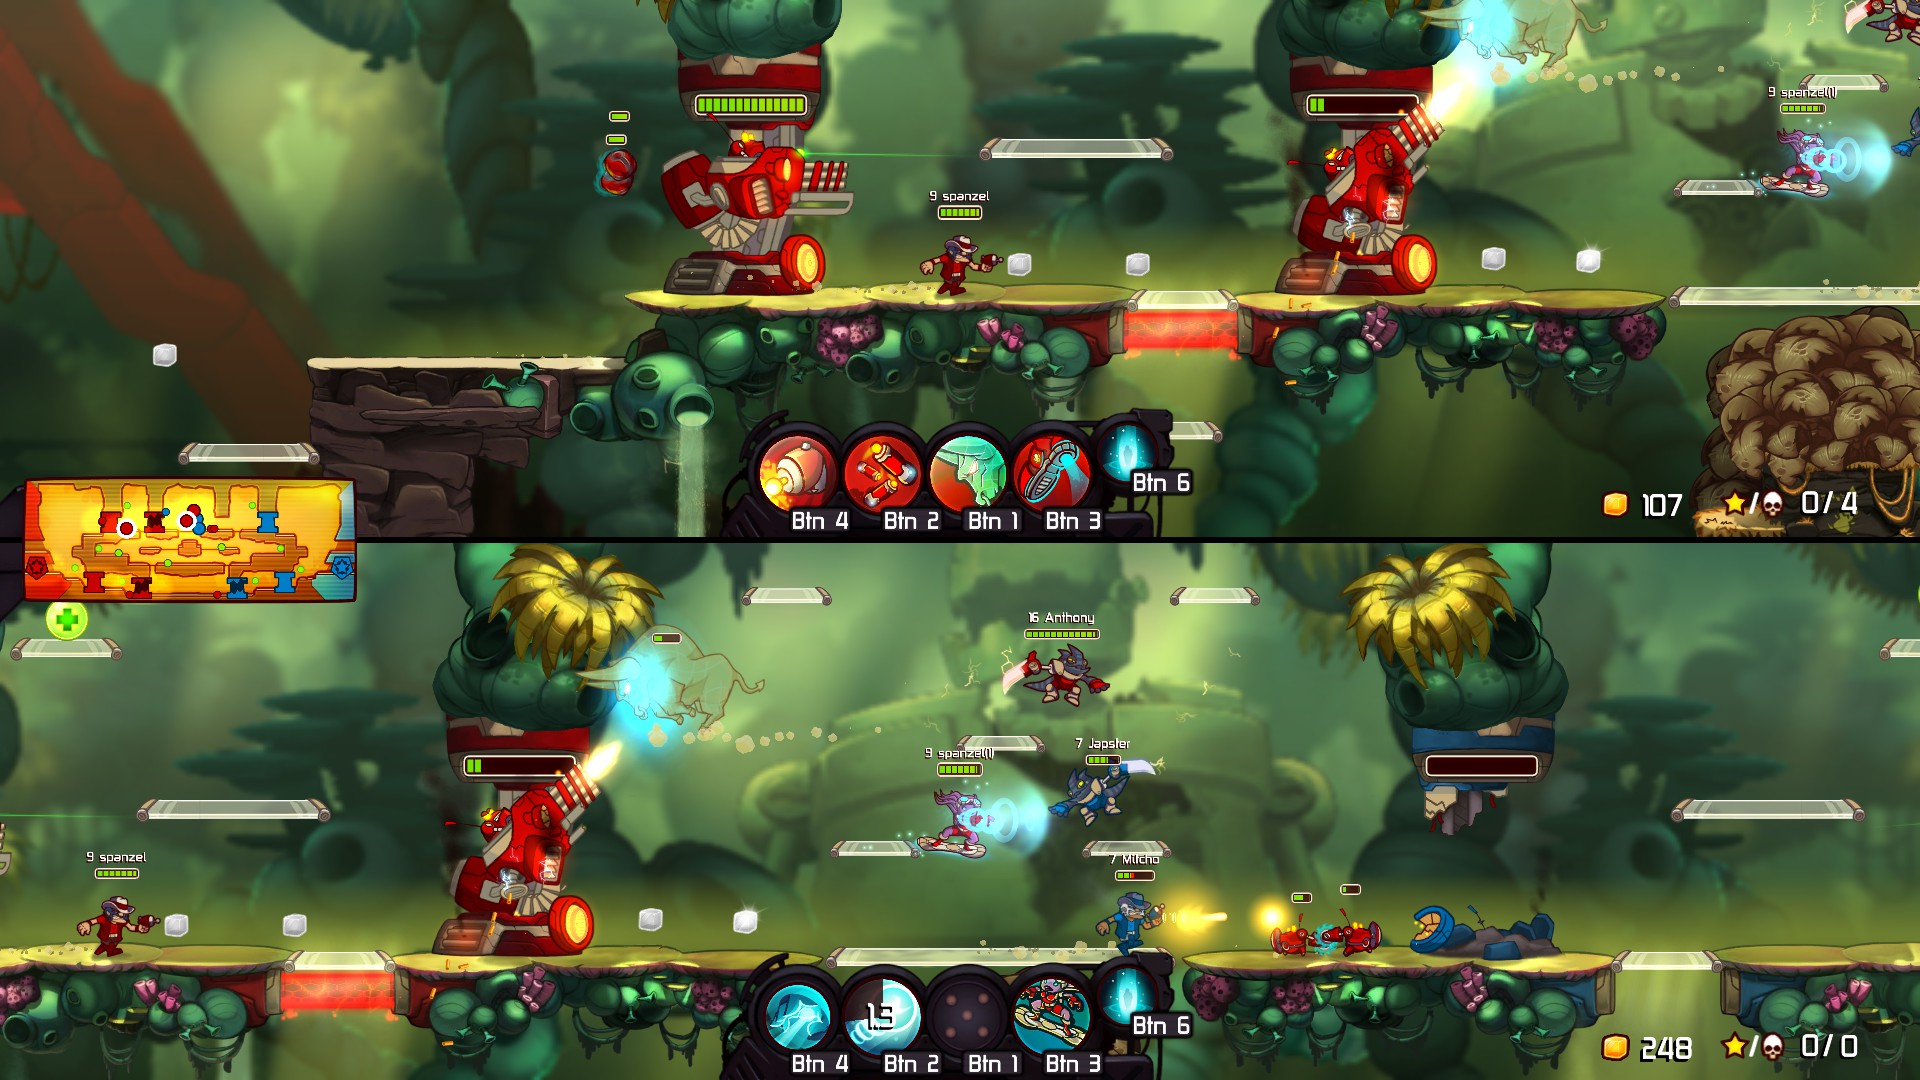 9 spanzel(1)
9 spanzel
Btn 6
Btn 4
Btn 2
Btn 1
Btn 3
107
0/4
16 Anthony
7 Japster
9 spanzel(1)
9 spanzel
7 Mitcho
13
Btn 6
Btn 4
Btn 2
Btn 1
Btn 3
248
0/0